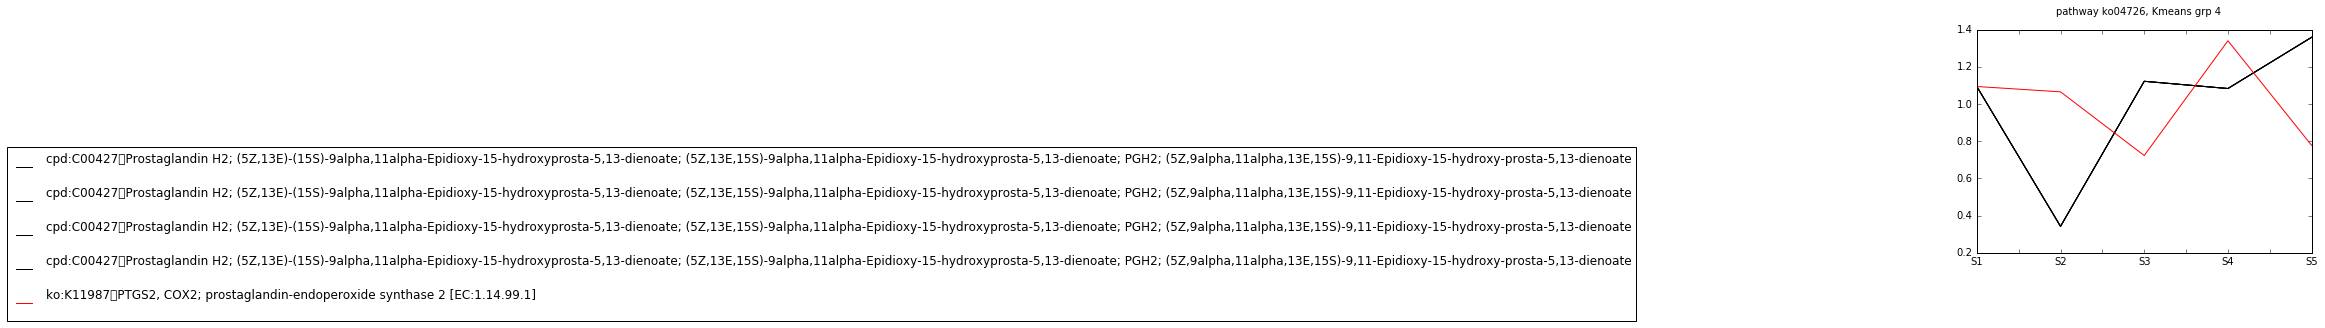 pathway ko04726, Kmeans grp 4
1.4
1.2
1.0
0.8
0.6
0.4
0.2
S1 S2 S3 S4 S5
cpd:C00427▯Prostaglandin H2; (5Z,13E)-(15S)-9alpha,11alpha-Epidioxy-15-hydroxyprosta-5,13-dienoate; (5Z,13E,15S)-9alpha,11alpha-Epidioxy-15-hydroxyprosta-5,13-dienoate; PGH2; (5Z,9alpha,11alpha,13E,15S)-9,11-Epidioxy-15-hydroxy-prosta-5,13-dienoate
cpd:C00427▯Prostaglandin H2; (5Z,13E)-(15S)-9alpha,11alpha-Epidioxy-15-hydroxyprosta-5,13-dienoate; (5Z,13E,15S)-9alpha,11alpha-Epidioxy-15-hydroxyprosta-5,13-dienoate; PGH2; (5Z,9alpha,11alpha,13E,15S)-9,11-Epidioxy-15-hydroxy-prosta-5,13-dienoate
cpd:C00427▯Prostaglandin H2; (5Z,13E)-(15S)-9alpha,11alpha-Epidioxy-15-hydroxyprosta-5,13-dienoate; (5Z,13E,15S)-9alpha,11alpha-Epidioxy-15-hydroxyprosta-5,13-dienoate; PGH2; (5Z,9alpha,11alpha,13E,15S)-9,11-Epidioxy-15-hydroxy-prosta-5,13-dienoate
cpd:C00427▯Prostaglandin H2; (5Z,13E)-(15S)-9alpha,11alpha-Epidioxy-15-hydroxyprosta-5,13-dienoate; (5Z,13E,15S)-9alpha,11alpha-Epidioxy-15-hydroxyprosta-5,13-dienoate; PGH2; (5Z,9alpha,11alpha,13E,15S)-9,11-Epidioxy-15-hydroxy-prosta-5,13-dienoate
ko:K11987▯PTGS2, COX2; prostaglandin-endoperoxide synthase 2 [EC:1.14.99.1]